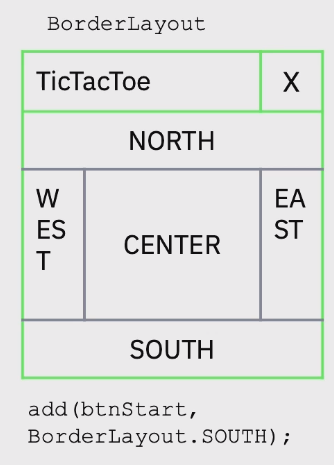 BorderLayout
TicTacToe X
NORTH
W
ES
T
CENTER
EA
ST
SOUTH
add(btnStart,
BorderLayout.SOUTH);